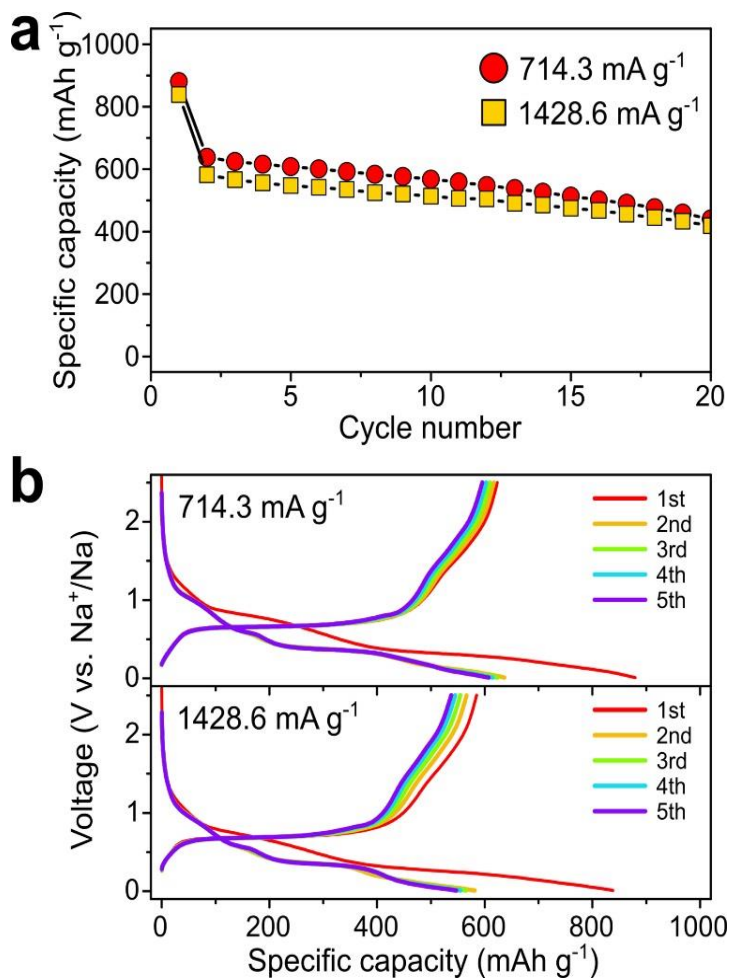 a
Specific capacity (mAh g⁻¹)
1000
800
600
400
200
0
714.3 mA g⁻¹
1428.6 mA g⁻¹
0 5 10 15 20
Cycle number
b
Voltage (V vs. Na⁺/Na)
714.3 mA g⁻¹
2
1
0
1st
2nd
3rd
4th
5th
1428.6 mA g⁻¹
2
1
0
1st
2nd
3rd
4th
5th
0 200 400 600 800 1000
Specific capacity (mAh g⁻¹)